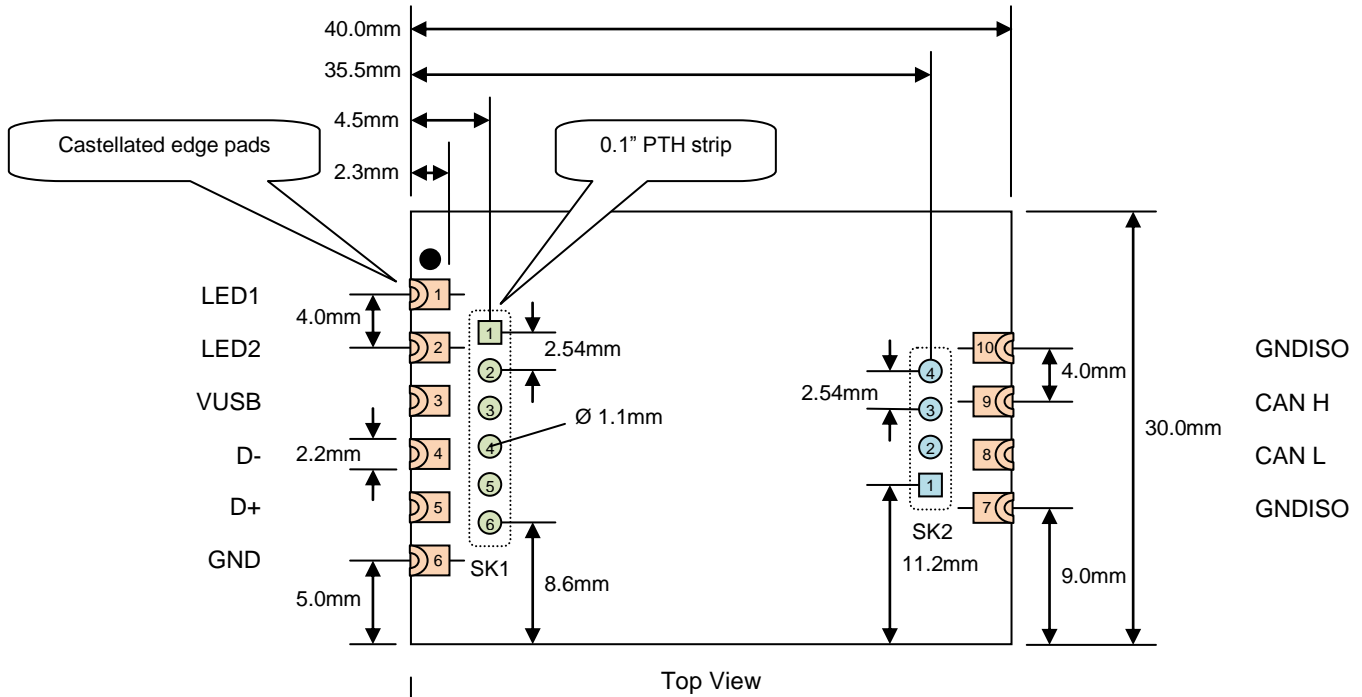 40.0mm
35.5mm
4.5mm
Castellated edge pads
0.1” PTH strip
2.3mm
LED1
1
4.0mm
1
2.54mm
LED2
2
10
GNDISO
2
4
4.0mm
VUSB
3
3
2.54mm
3
9
CAN H
Ø 1.1mm
30.0mm
D-
2.2mm
4
4
2
8
CAN L
5
1
D+
5
6
7
GNDISO
SK2
GND
6
SK1
11.2mm
8.6mm
9.0mm
5.0mm
Top View